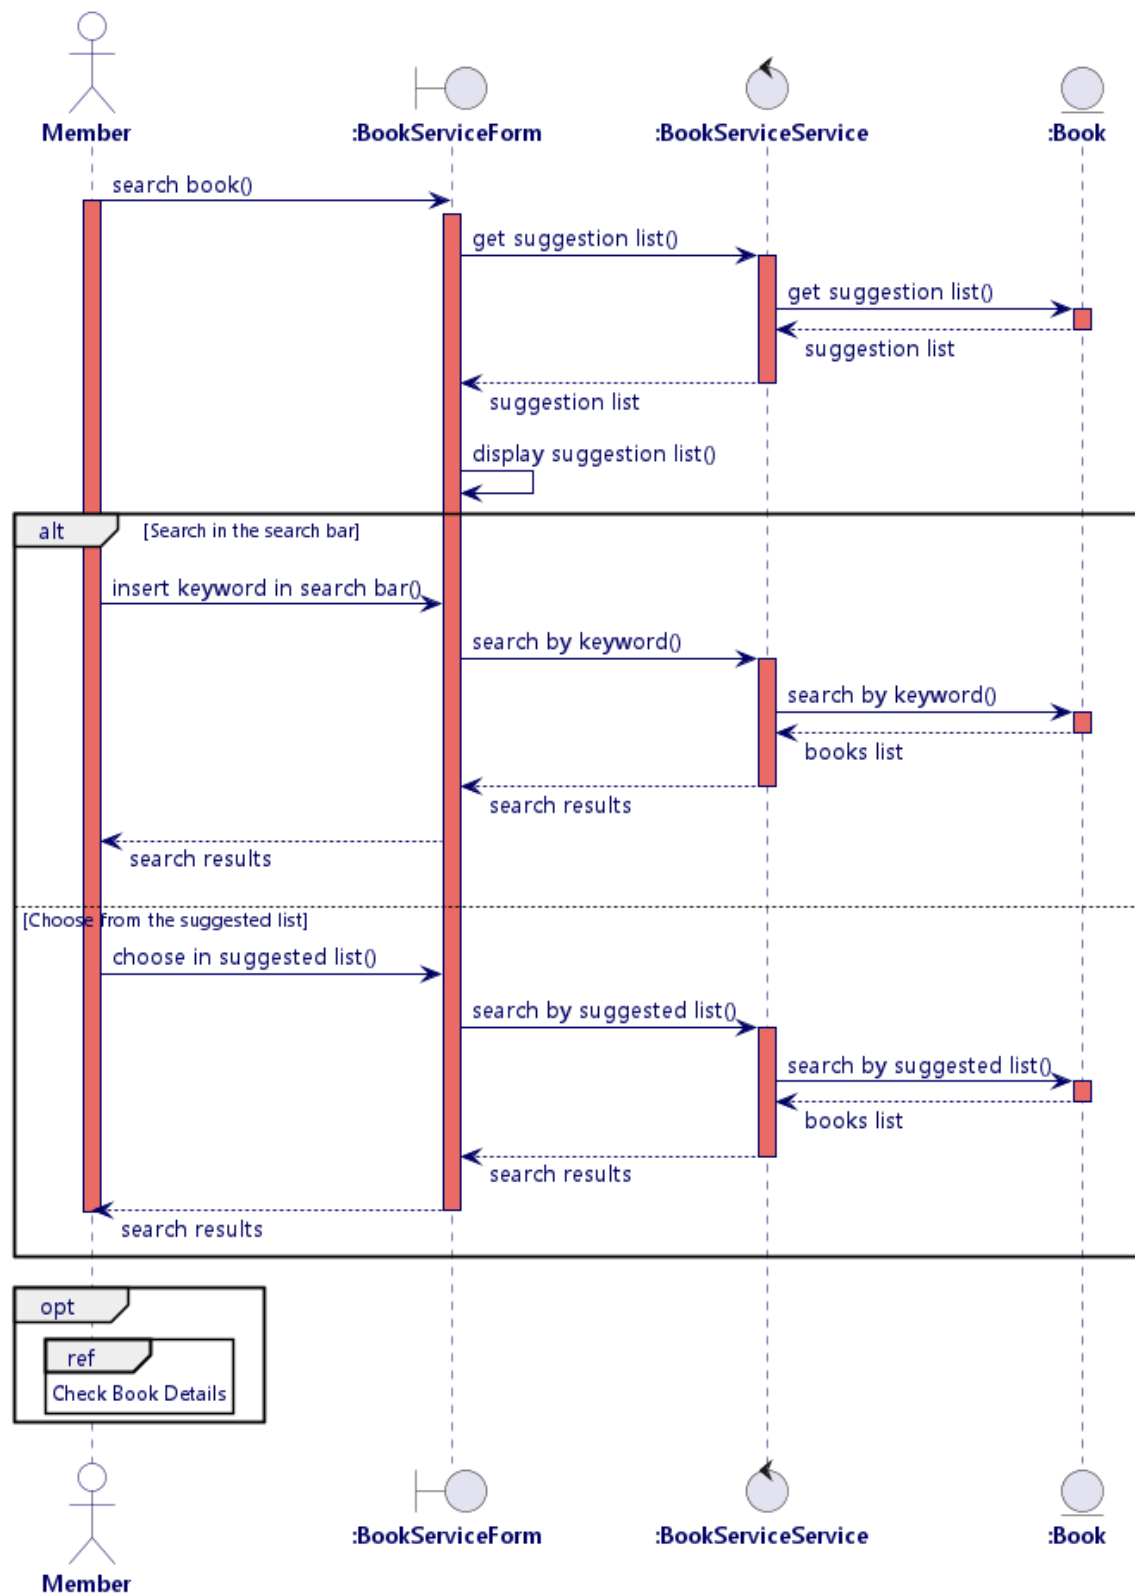 Member
:BookServiceForm
:BookServiceService
:Book
search book()
get suggestion list()
get suggestion list()
suggestion list
suggestion list
display suggestion list()
alt
[Search in the search bar]
insert keyword in search bar()
search by keyword()
search by keyword()
books list
search results
search results
[Choose from the suggested list]
choose in suggested list()
search by suggested list()
search by suggested list()
books list
search results
search results
opt
ref
Check Book Details
Member
:BookServiceForm
:BookServiceService
:Book